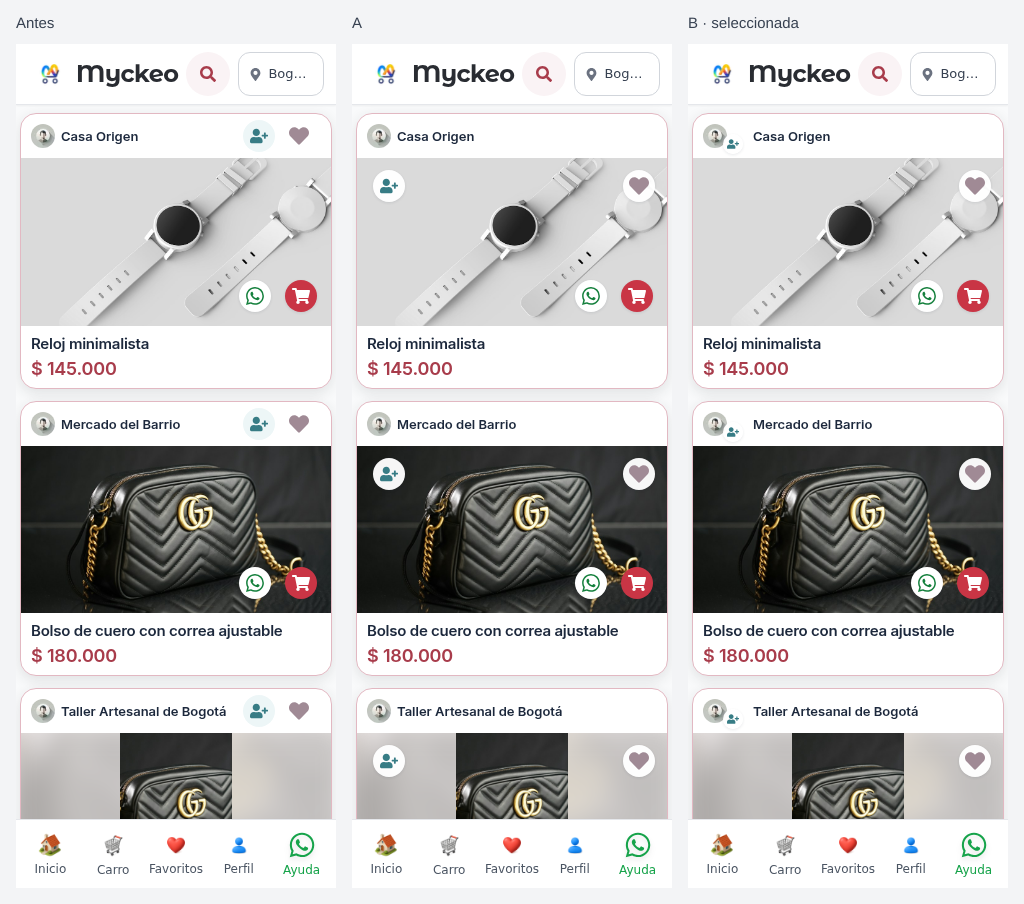 Antes
Myckeo
Bog...
Casa Origen
Reloj minimalista
$ 145.000
Mercado del Barrio
Bolso de cuero con correa ajustable
$ 180.000
Taller Artesanal de Bogotá
Inicio
Carro
Favoritos
Perfil
Ayuda
A
Myckeo
Bog...
Casa Origen
Reloj minimalista
$ 145.000
Mercado del Barrio
Bolso de cuero con correa ajustable
$ 180.000
Taller Artesanal de Bogotá
Inicio
Carro
Favoritos
Perfil
Ayuda
B · seleccionada
Myckeo
Bog...
Casa Origen
Reloj minimalista
$ 145.000
Mercado del Barrio
Bolso de cuero con correa ajustable
$ 180.000
Taller Artesanal de Bogotá
Inicio
Carro
Favoritos
Perfil
Ayuda